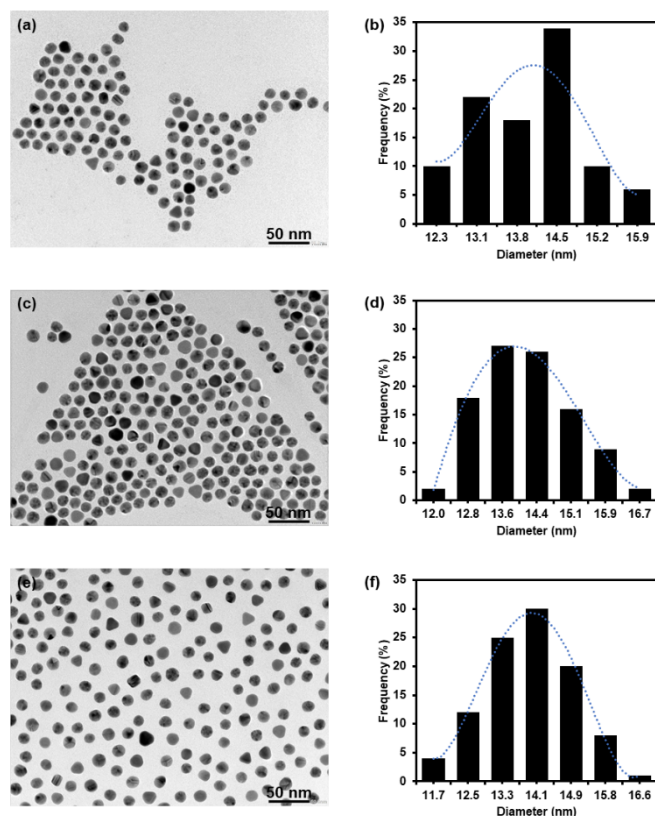 (a)
50 nm
(b)
Frequency (%)
35
30
25
20
15
10
5
0
12.3 13.1 13.8 14.5 15.2 15.9
Diameter (nm)
(c)
50 nm
(d)
Frequency (%)
35
30
25
20
15
10
5
0
12.0 12.8 13.6 14.4 15.1 15.9 16.7
Diameter (nm)
(e)
50 nm
(f)
Frequency (%)
35
30
25
20
15
10
5
0
11.7 12.5 13.3 14.1 14.9 15.8 16.6
Diameter (nm)